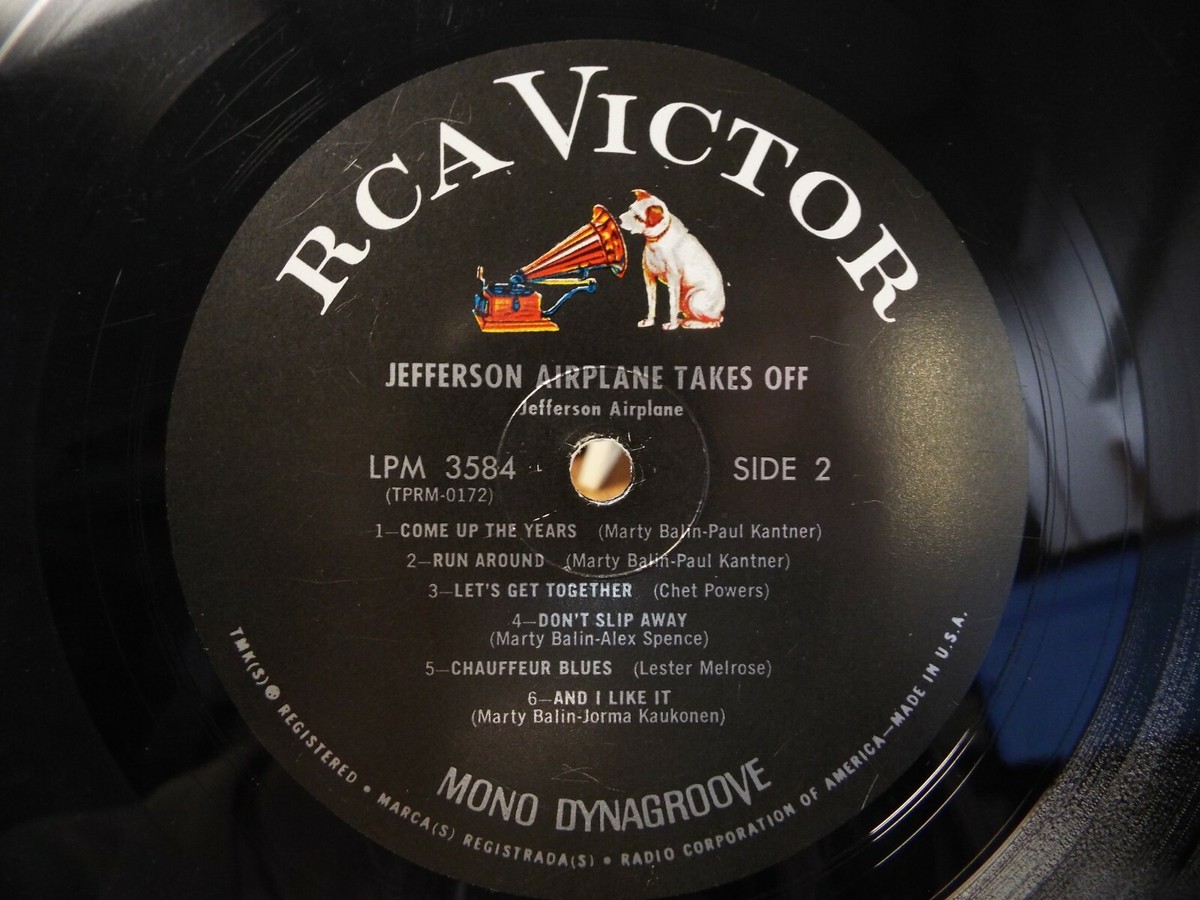 RCA VICTOR
JEFFERSON AIRPLANE TAKES OFF
Jefferson Airplane
LPM 3584
SIDE 2
(TPRM-0172)
1—COME UP THE YEARS (Marty Balin-Paul Kantner)
2—RUN AROUND (Marty Balin-Paul Kantner)
3—LET'S GET TOGETHER (Chet Powers)
4—DON'T SLIP AWAY
(Marty Balin-Alex Spence)
5—CHAUFFEUR BLUES (Lester Melrose)
6—AND I LIKE IT
(Marty Balin-Jorma Kaukonen)
MONO DYNAGROOVE
TMK(S) ® REGISTERED • MARCA(S) REGISTRADA(S) • RADIO CORPORATION OF AMERICA—MADE IN U.S.A.